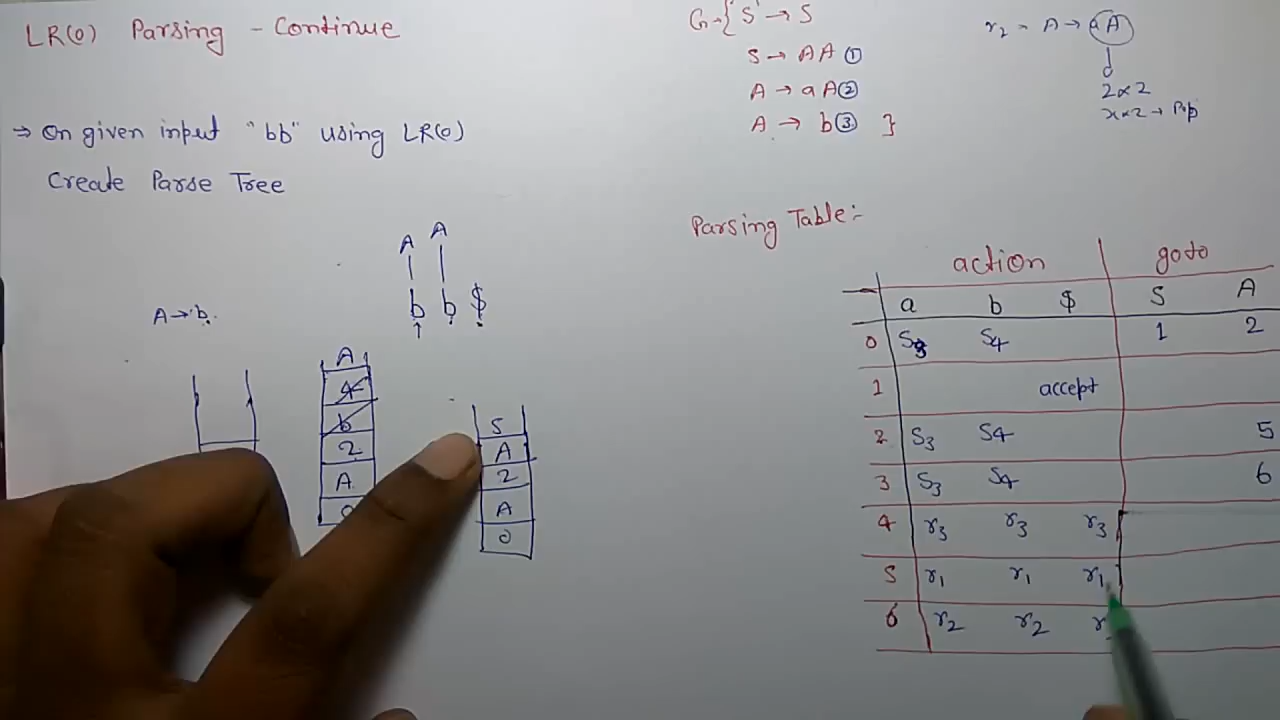 LR(0) Parsing - Continue
⇒ On given input "bb" using LR(0)
Create Parse Tree
A A
b b $
A → b.
A
4
b
2
A
0
5
A
2
A
0
G = { S' → S
S → AA ①
A → aA ②
A → b ③ }
r2 = A → aA
2×2
x×2 → Pop
Parsing Table:-
action goto
a b $ S A
0 S3 S4 1 2
1 accept
2 S3 S4 5
3 S3 S4 6
4 r3 r3 r3
5 r1 r1 r1
6 r2 r2 r